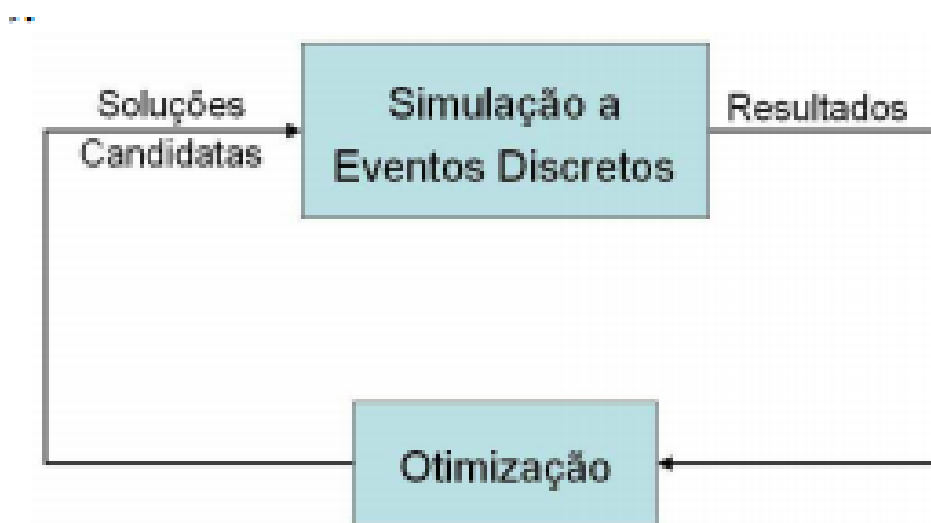 Soluções
Candidatas
Simulação a
Eventos Discretos
Resultados
Otimização